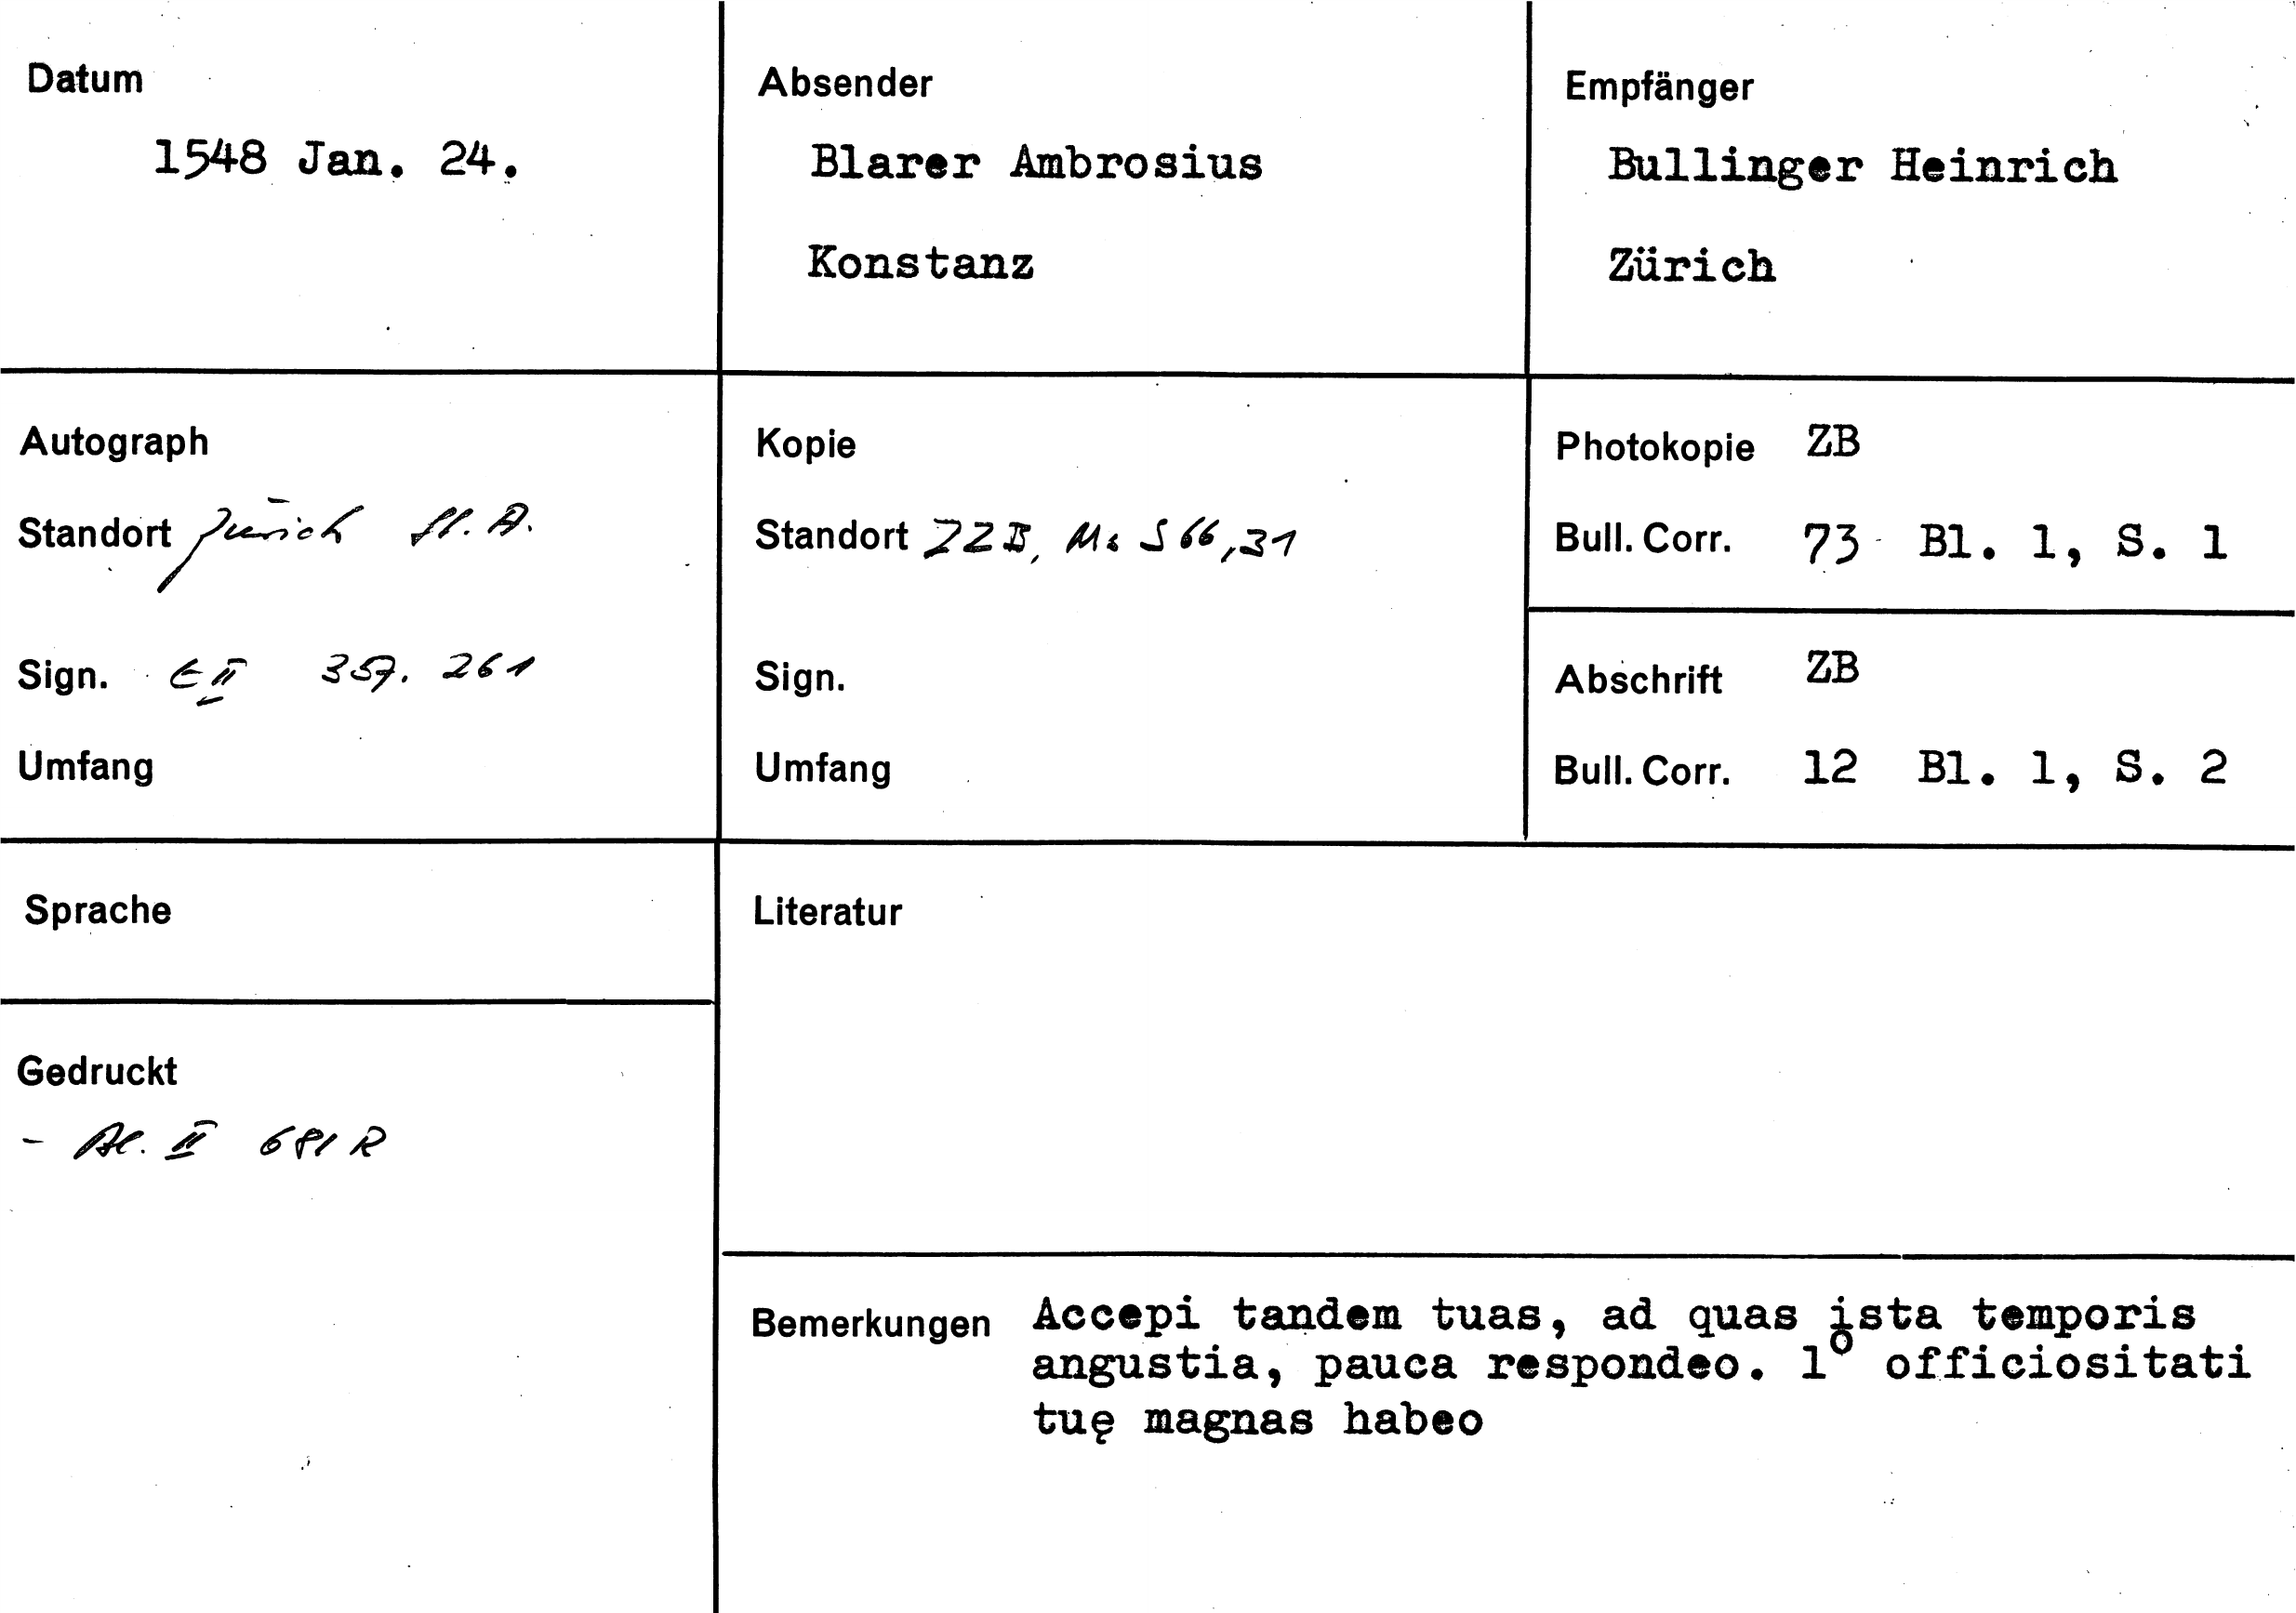 Datum
1548 Jan. 24.
Absender
Blarer Ambrosius
Konstanz
Empfänger
Bullinger Heinrich
Zürich
Autograph
Standort Zürich St. A.
Sign. E II 357. 261
Umfang
Kopie
Standort ZZB, Ms S 66, 31
Sign.
Umfang
Photokopie ZB
Bull. Corr. 73 Bl. 1, S. 1
Abschrift ZB
Bull. Corr. 12 Bl. 1, S. 2
Sprache
Gedruckt
- Bl. II 681 R
Literatur
Bemerkungen Accepi tandem tuas, ad quas ista temporis
angustia, pauca respondeo. 1º officiositati
tuę magnas habeo